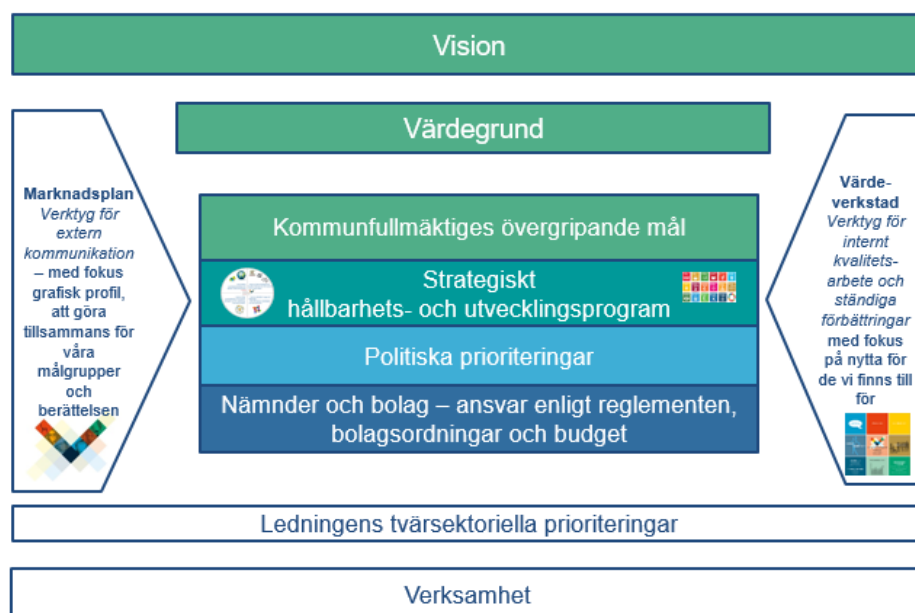 Vision
Värdegrund
Marknadsplan
Verktyg för
extern
kommunikation
– med fokus
grafisk profil,
att göra
tillsammans för
våra
målgrupper
och
berättelsen
Kommunfullmäktiges övergripande mål
Strategiskt
hållbarhets- och utvecklingsprogram
Politiska prioriteringar
Nämnder och bolag – ansvar enligt reglementen,
bolagsordningar och budget
Värde-
verkstad
Verktyg för
internt
kvalitets-
arbete och
ständiga
förbättringar
med fokus
på nytta för
de vi finns till
för
Ledningens tvärsektoriella prioriteringar
Verksamhet